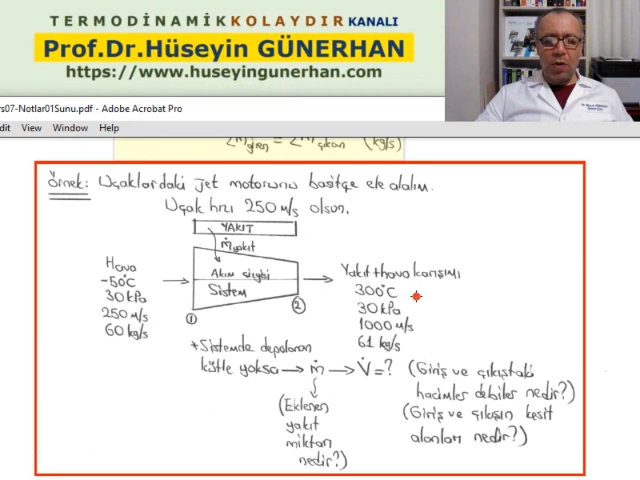 TERMODİNAMİKKOLAYDIR KANALI
Prof.Dr.Hüseyin GÜNERHAN
https://www.huseyingunerhan.com
rs07-Notlar01Sunu.pdf - Adobe Acrobat Pro
dit View Window Help
(kg/s)
Örnek: Uçaklardaki jet motorunu basitçe ele alalım.
Uçak hızı 250 m/s olsun.
YAKIT
ṁyakıt
Hava
-50°C
30 kPa
250 m/s
60 kg/s
Akım
Sistem
1
2
Yakıt+hava karışımı
300°C
30 kPa
1000 m/s
61 kg/s
*Sistemde depolanan
kütle yoksa → ṁ → V̇=? (Giriş ve çıkıştaki
hacimler debiler nedir?)
(Eklenen
yakıt
miktarı
nedir?)
(Giriş ve çıkışın kesit
alanları nedir?)